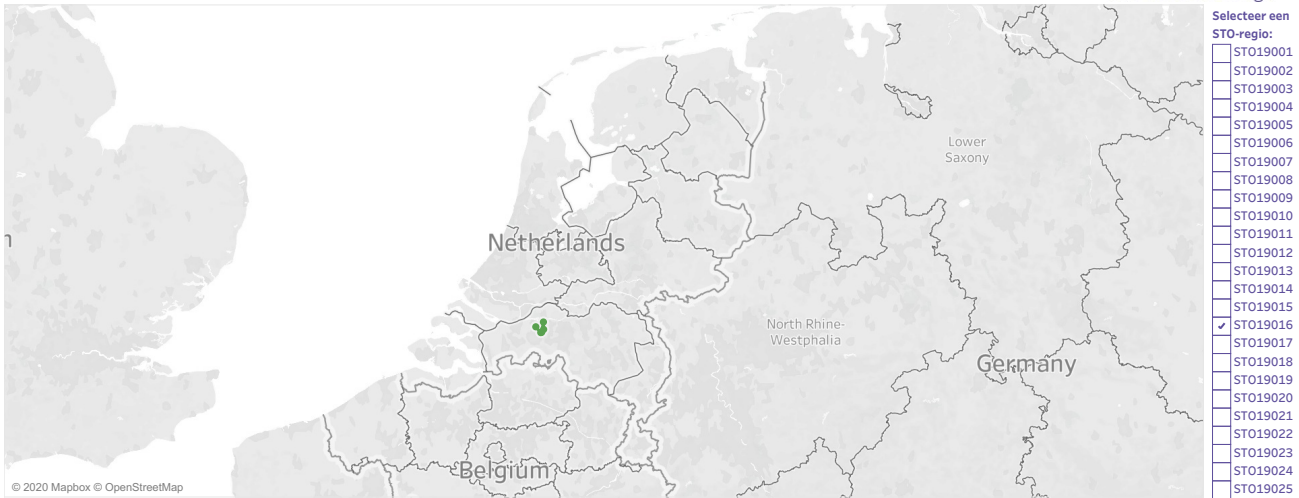 Selecteer een
STO-regio:
STO19001
STO19002
STO19003
STO19004
STO19005
STO19006
STO19007
STO19008
STO19009
STO19010
STO19011
STO19012
STO19013
STO19014
STO19015
STO19016
STO19017
STO19018
STO19019
STO19020
STO19021
STO19022
STO19023
STO19024
STO19025
Lower
Saxony
Netherlands
North Rhine-
Westphalia
Germany
Belgium
© 2020 Mapbox © OpenStreetMap